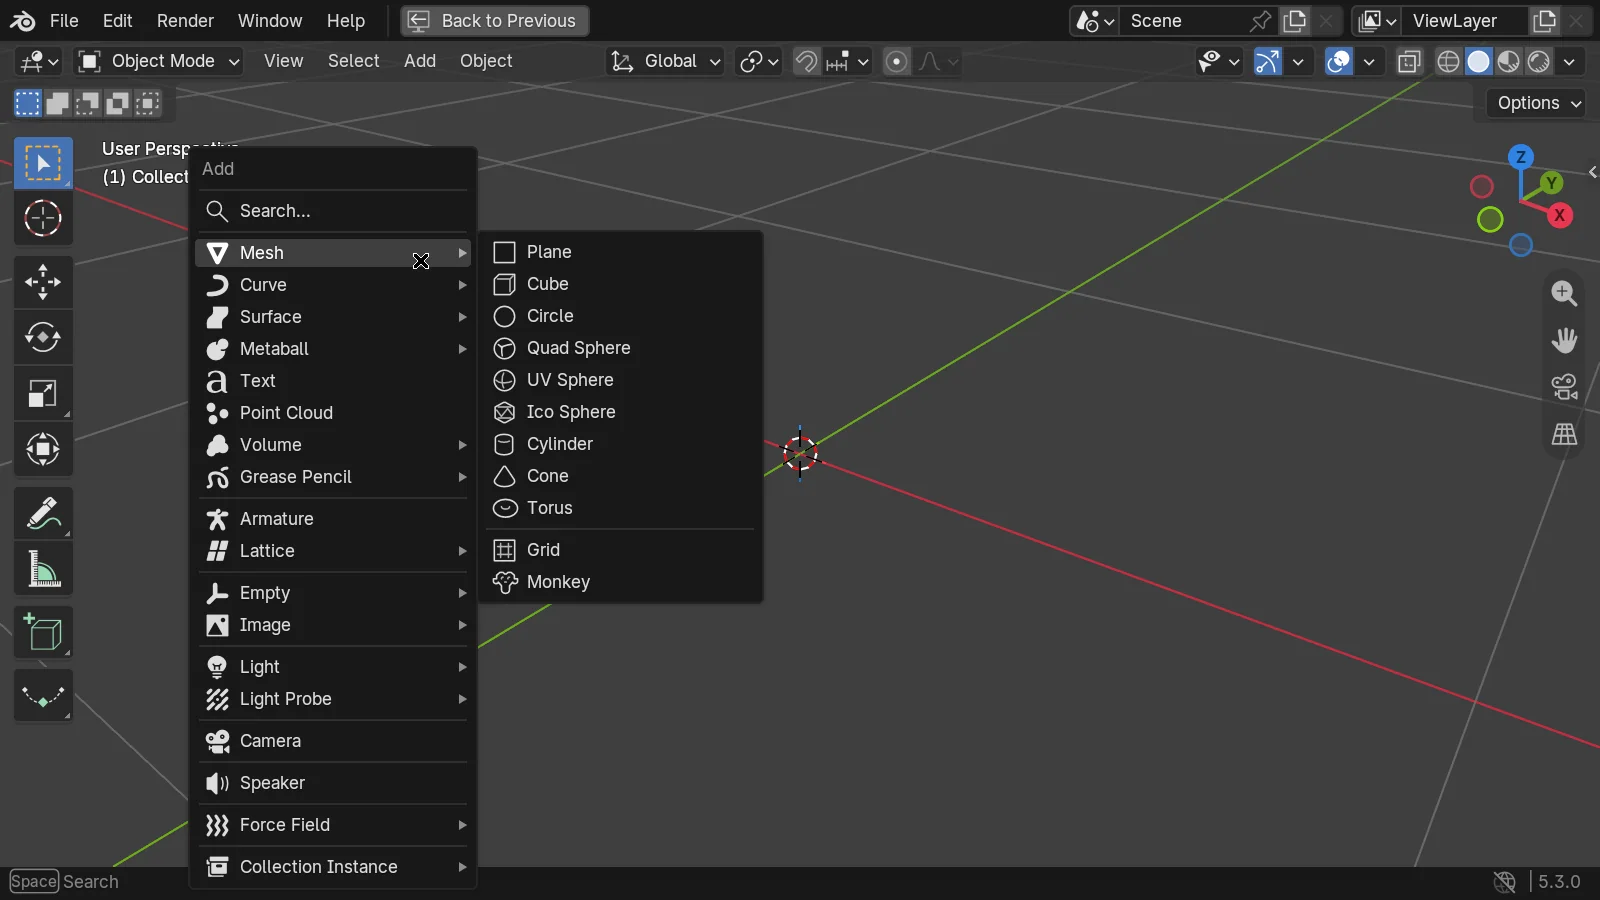 File Edit Render Window Help Back to Previous Scene ViewLayer
Object Mode View Select Add Object Global
Options
User Perspective
(1) Collect
Z
Y
X
Add
Search...
Mesh
Curve
Surface
Metaball
Text
Point Cloud
Volume
Grease Pencil
Armature
Lattice
Empty
Image
Light
Light Probe
Camera
Speaker
Force Field
Collection Instance
Plane
Cube
Circle
Quad Sphere
UV Sphere
Ico Sphere
Cylinder
Cone
Torus
Grid
Monkey
Space Search
5.3.0